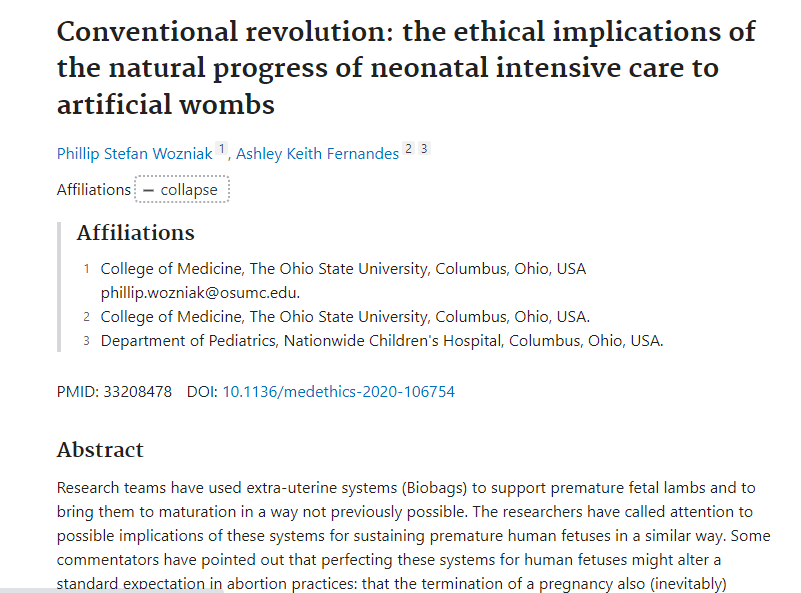 Conventional revolution: the ethical implications of
the natural progress of neonatal intensive care to
artificial wombs
Phillip Stefan Wozniak 1, Ashley Keith Fernandes 2 3
Affiliations — collapse
Affiliations
1 College of Medicine, The Ohio State University, Columbus, Ohio, USA
phillip.wozniak@osumc.edu.
2 College of Medicine, The Ohio State University, Columbus, Ohio, USA.
3 Department of Pediatrics, Nationwide Children's Hospital, Columbus, Ohio, USA.
PMID: 33208478 DOI: 10.1136/medethics-2020-106754
Abstract
Research teams have used extra-uterine systems (Biobags) to support premature fetal lambs and to
bring them to maturation in a way not previously possible. The researchers have called attention to
possible implications of these systems for sustaining premature human fetuses in a similar way. Some
commentators have pointed out that perfecting these systems for human fetuses might alter a
standard expectation in abortion practices: that the termination of a pregnancy also (inevitably)